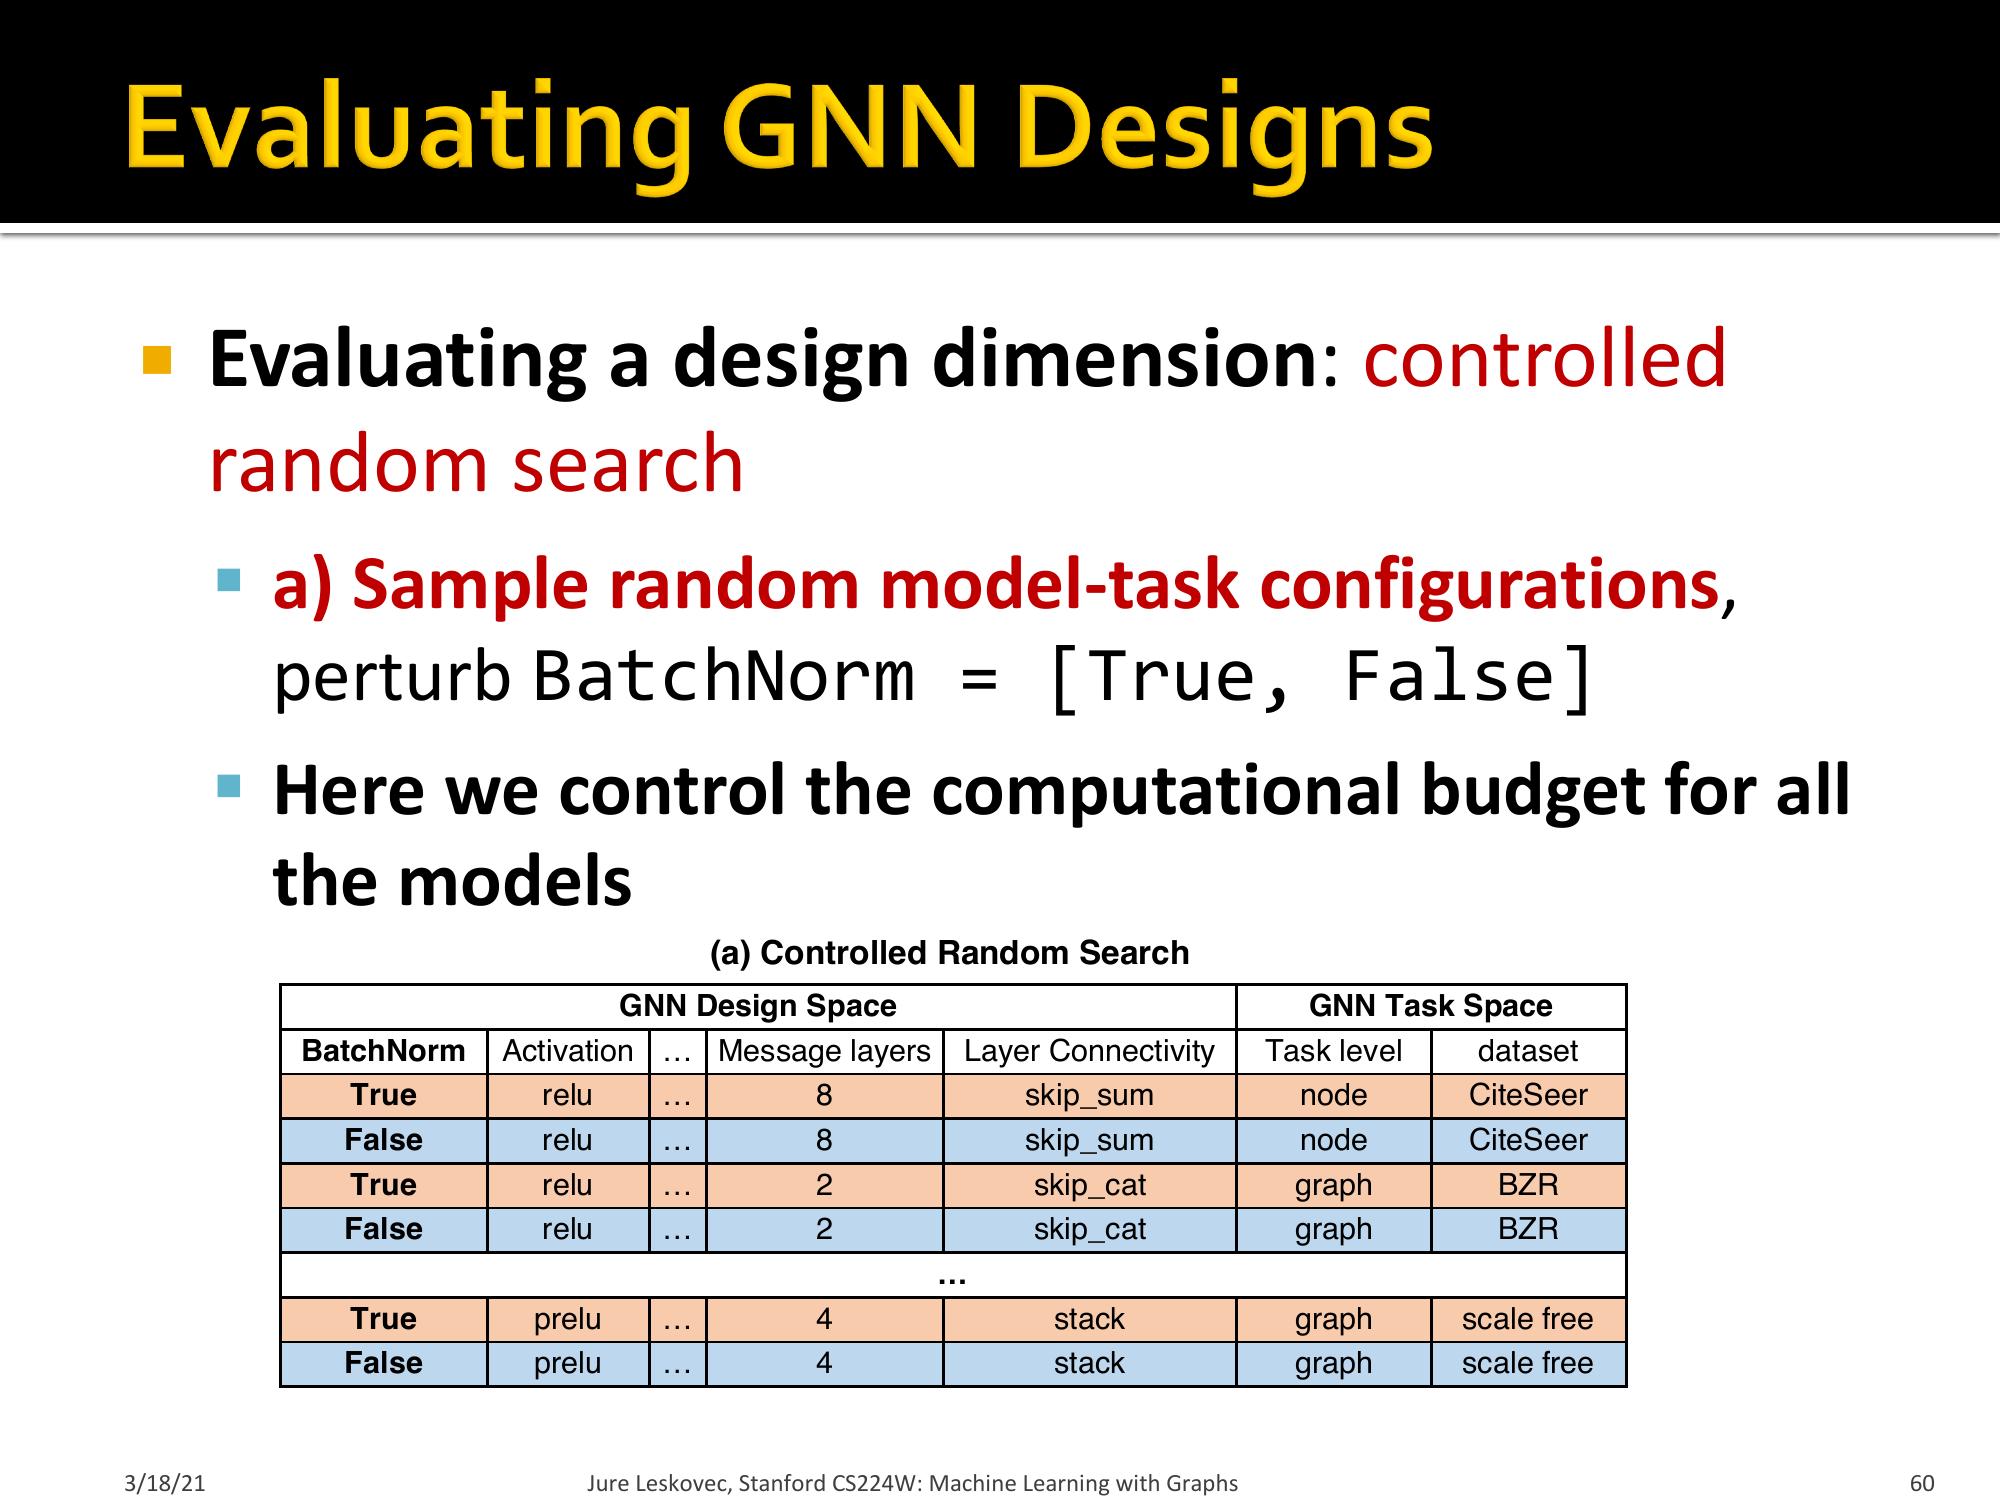 Evaluating GNN Designs
Evaluating a design dimension: controlled
random search
a) Sample random model-task configurations,
perturb BatchNorm = [True, False]
Here we control the computational budget for all
the models
(a) Controlled Random Search
GNN Design Space GNN Task Space
BatchNorm Activation … Message layers Layer Connectivity Task level dataset
True relu … 8 skip_sum node CiteSeer
False relu … 8 skip_sum node CiteSeer
True relu … 2 skip_cat graph BZR
False relu … 2 skip_cat graph BZR
…
True prelu … 4 stack graph scale free
False prelu … 4 stack graph scale free
3/18/21 Jure Leskovec, Stanford CS224W: Machine Learning with Graphs 60